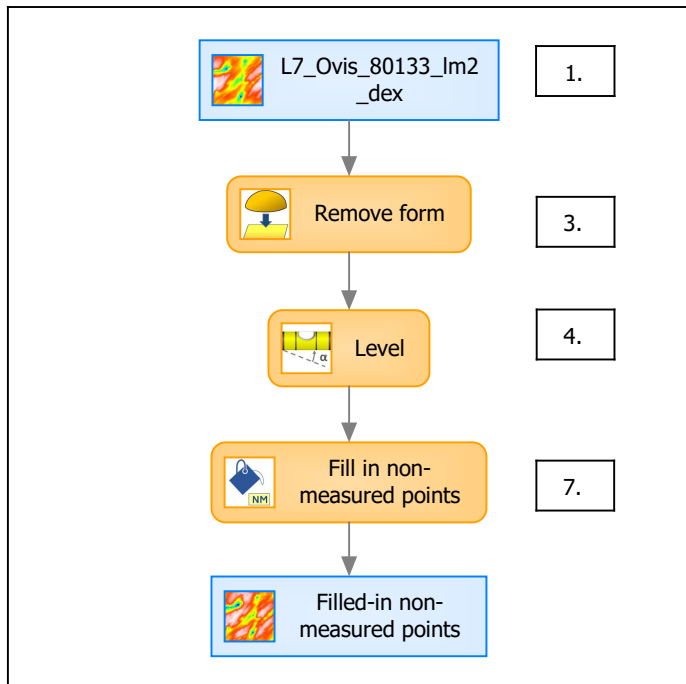 L7_Ovis_80133_lm2
_dex
1.
Remove form
3.
α
Level
4.
Fill in non-
measured points
NM
7.
Filled-in non-
measured points